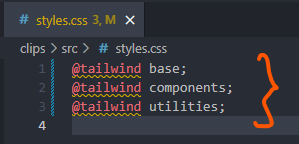 # styles.css 3, M ×
clips > src > # styles.css
1 @tailwind base;
2 @tailwind components;
3 @tailwind utilities;
4